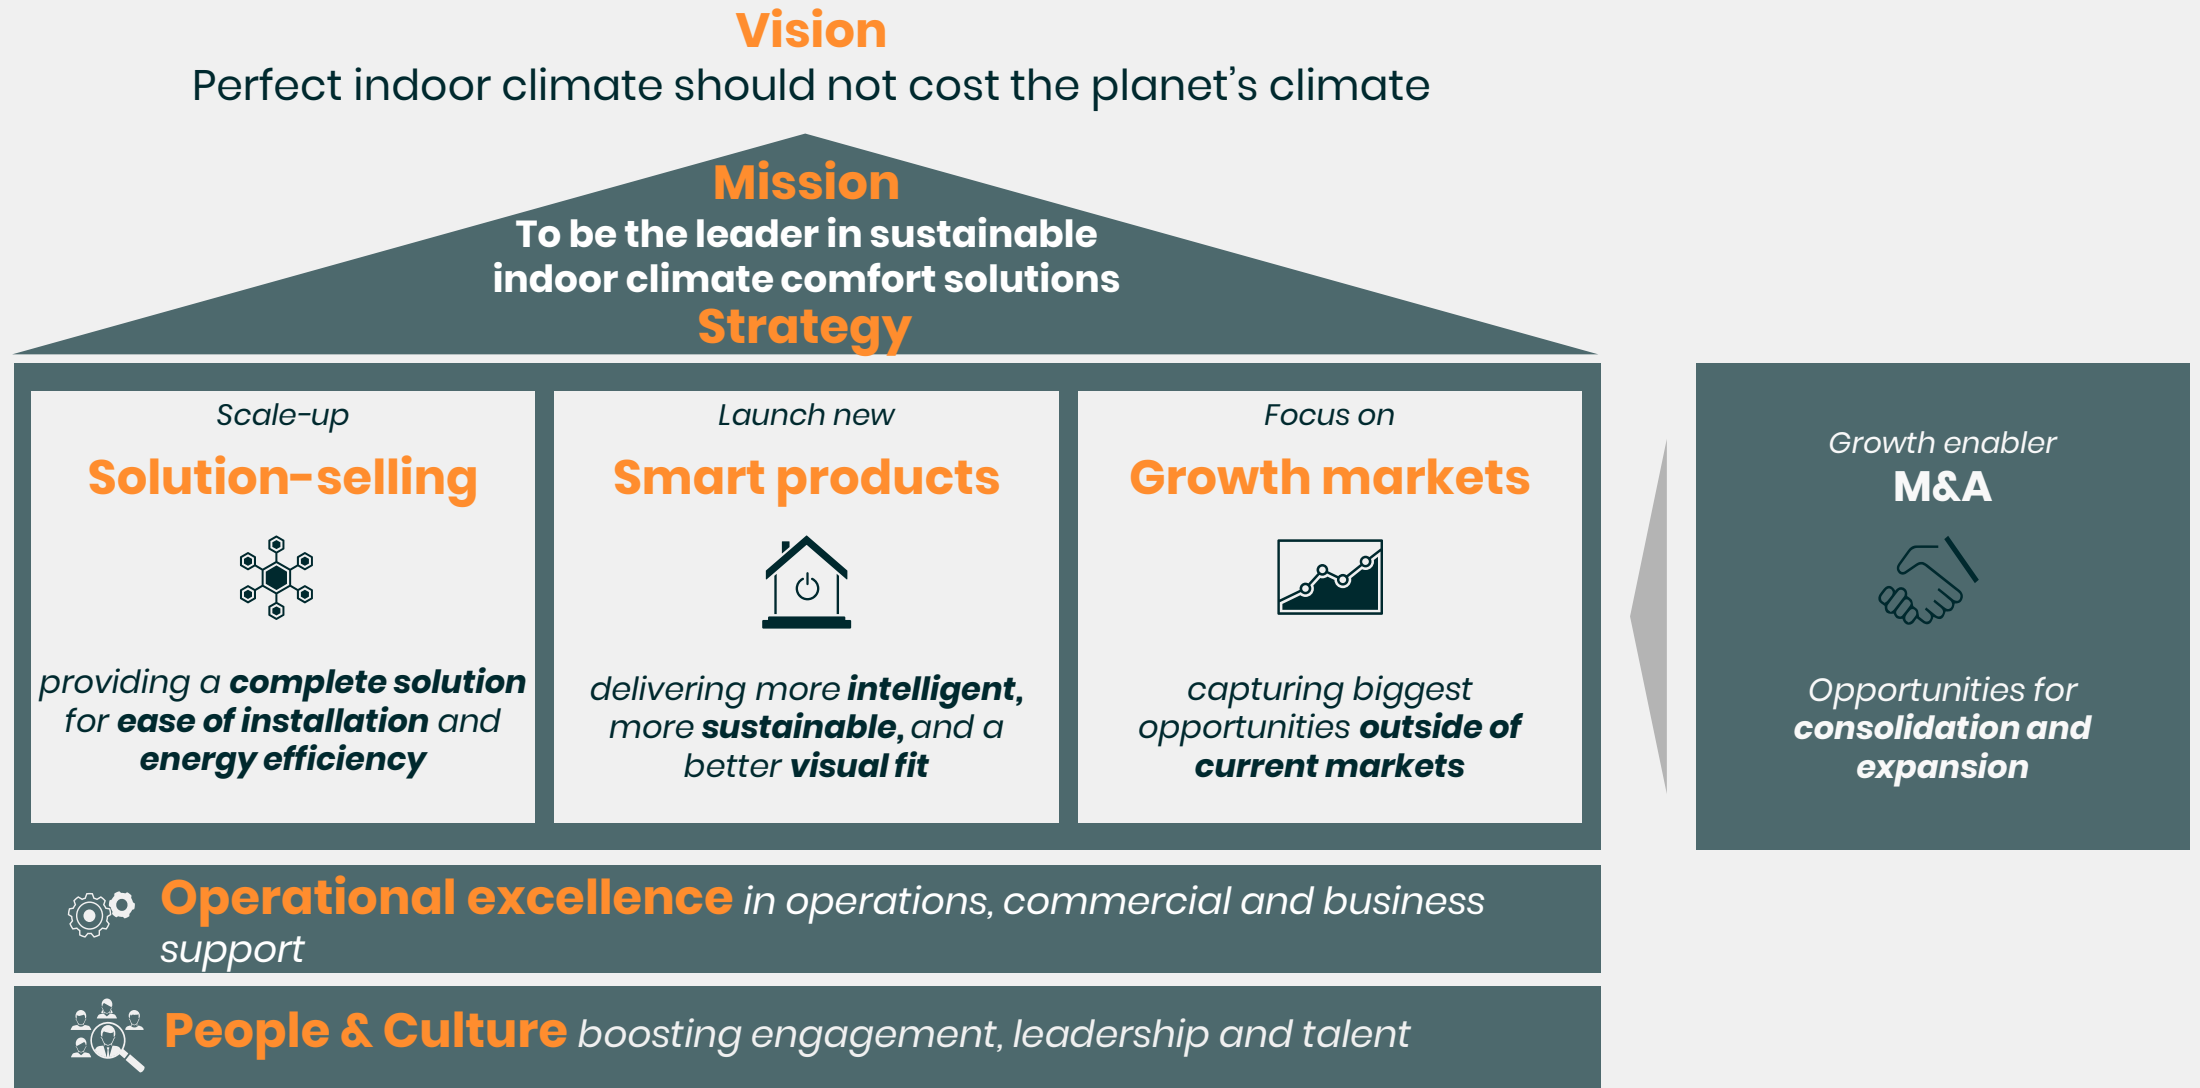 Vision
Perfect indoor climate should not cost the planet’s climate
Mission
To be the leader in sustainable
indoor climate comfort solutions
Strategy
Scale-up
Solution-selling
providing a complete solution
for ease of installation and
energy efficiency
Launch new
Smart products
delivering more intelligent,
more sustainable, and a
better visual fit
Focus on
Growth markets
capturing biggest
opportunities outside of
current markets
Growth enabler
M&A
Opportunities for
consolidation and
expansion
Operational excellence in operations, commercial and business
support
People & Culture boosting engagement, leadership and talent